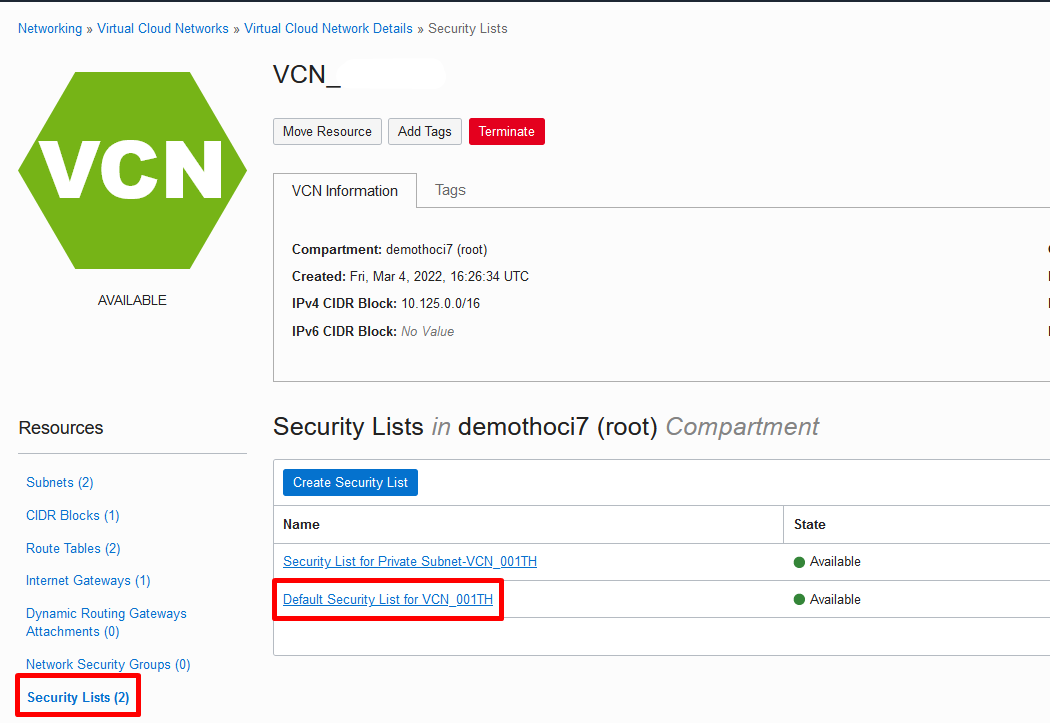 Networking » Virtual Cloud Networks » Virtual Cloud Network Details » Security Lists
VCN
AVAILABLE
VCN_
Move Resource Add Tags Terminate
VCN Information Tags
Compartment: demothoci7 (root)
Created: Fri, Mar 4, 2022, 16:26:34 UTC
IPv4 CIDR Block: 10.125.0.0/16
IPv6 CIDR Block: No Value
Resources
Subnets (2)
CIDR Blocks (1)
Route Tables (2)
Internet Gateways (1)
Dynamic Routing Gateways
Attachments (0)
Network Security Groups (0)
Security Lists (2)
Security Lists in demothoci7 (root) Compartment
Create Security List
Name State
Security List for Private Subnet-VCN_001TH Available
Default Security List for VCN_001TH Available